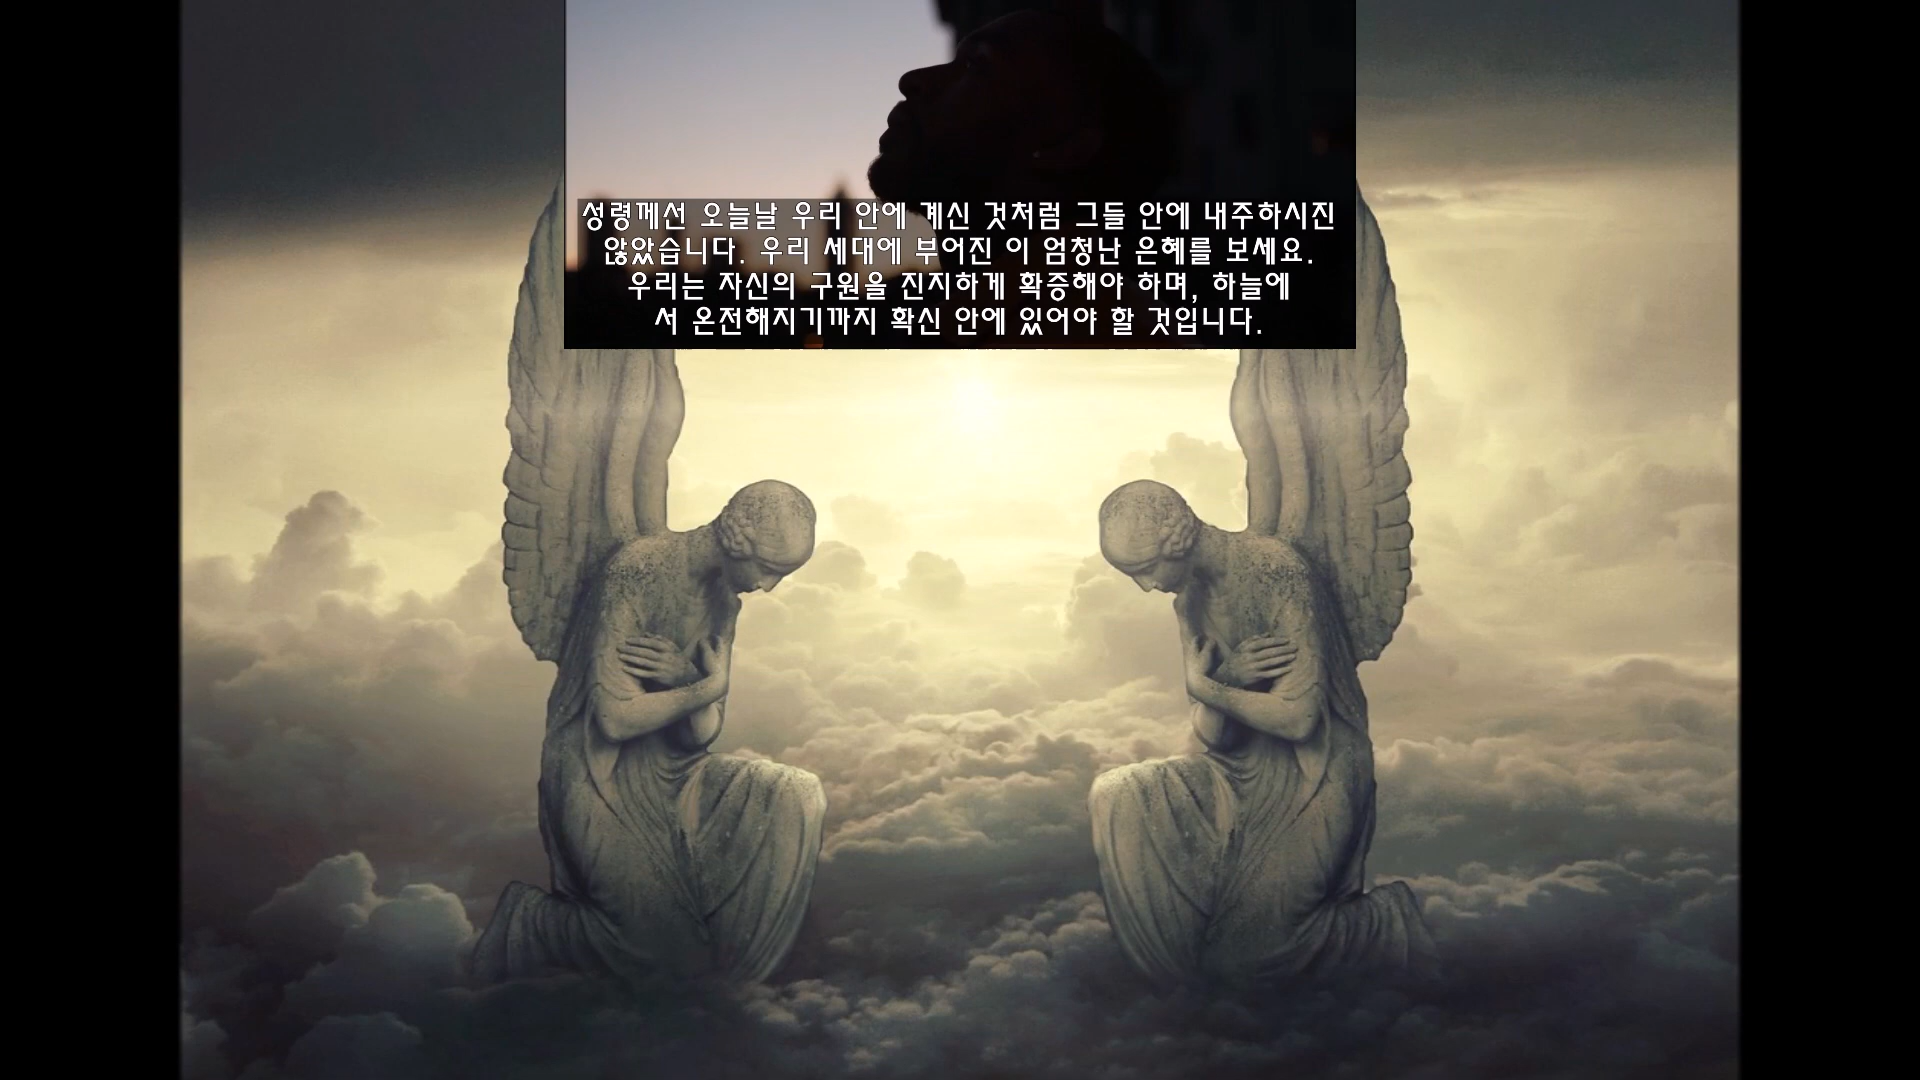 성령께선 오늘날 우리 안에 계신 것처럼 그들 안에 내주하시진
않았습니다. 우리 세대에 부어진 이 엄청난 은혜를 보세요.
우리는 자신의 구원을 진지하게 확증해야 하며, 하늘에
서 온전해지기까지 확신 안에 있어야 할 것입니다.